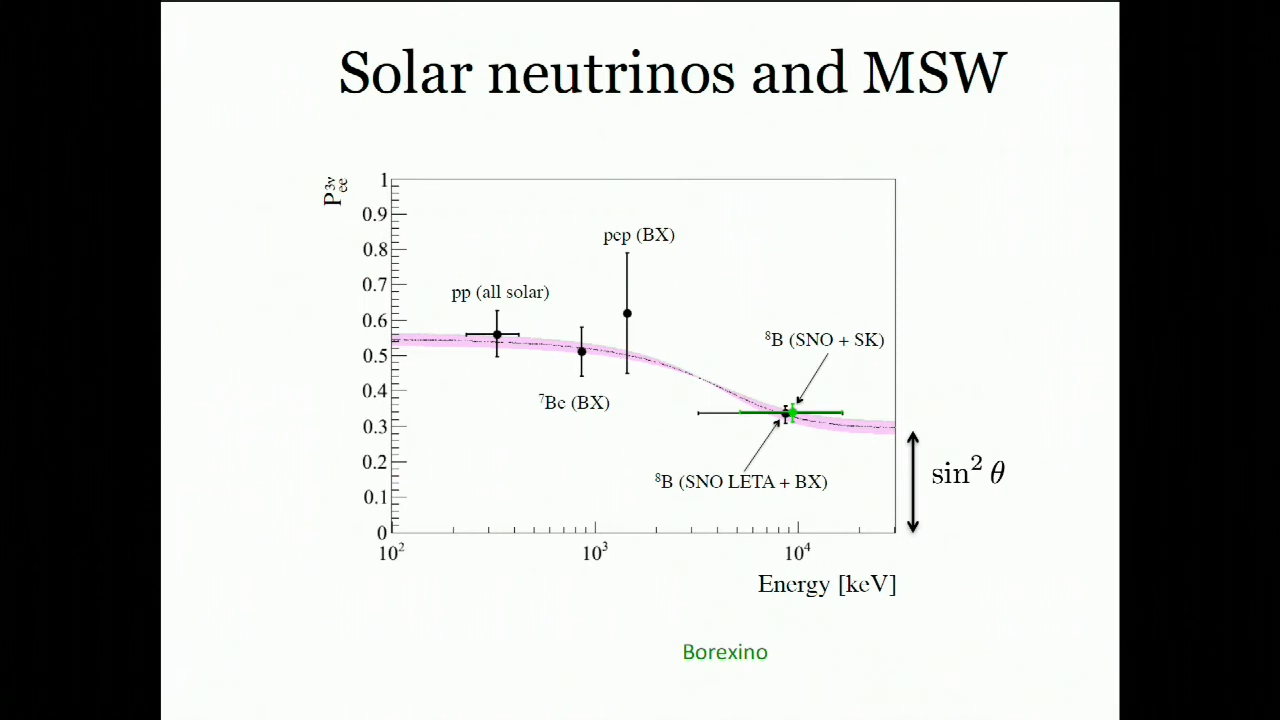 Solar neutrinos and MSW
P³ᵛee
1
0.9
0.8
0.7
0.6
0.5
0.4
0.3
0.2
0.1
0
pp (all solar)
⁷Be (BX)
pep (BX)
⁸B (SNO + SK)
⁸B (SNO LETA + BX)
sin² θ
10² 10³ 10⁴
Energy [keV]
Borexino